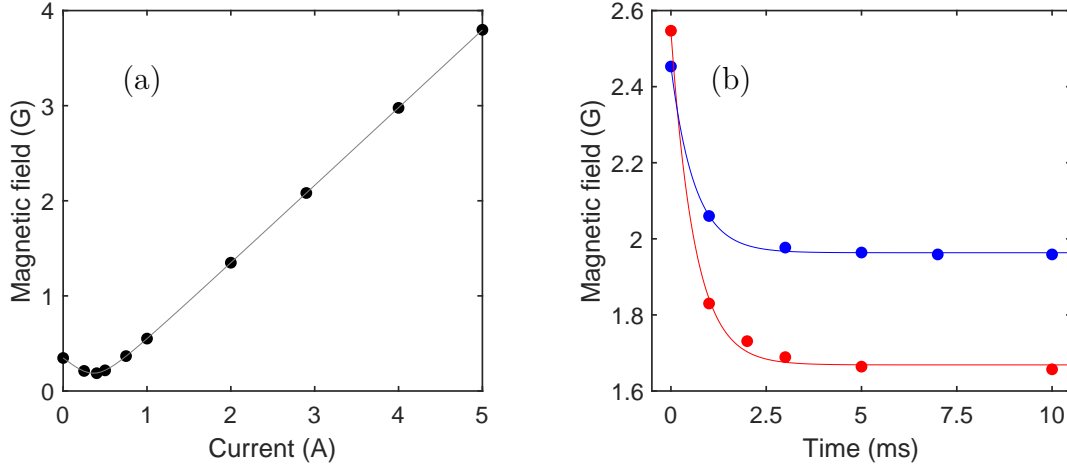 (a)
Magnetic field (G)
4
3
2
1
0
0 1 2 3 4 5
Current (A)
(b)
Magnetic field (G)
2.6
2.4
2.2
2
1.8
1.6
0 2.5 5 7.5 10
Time (ms)